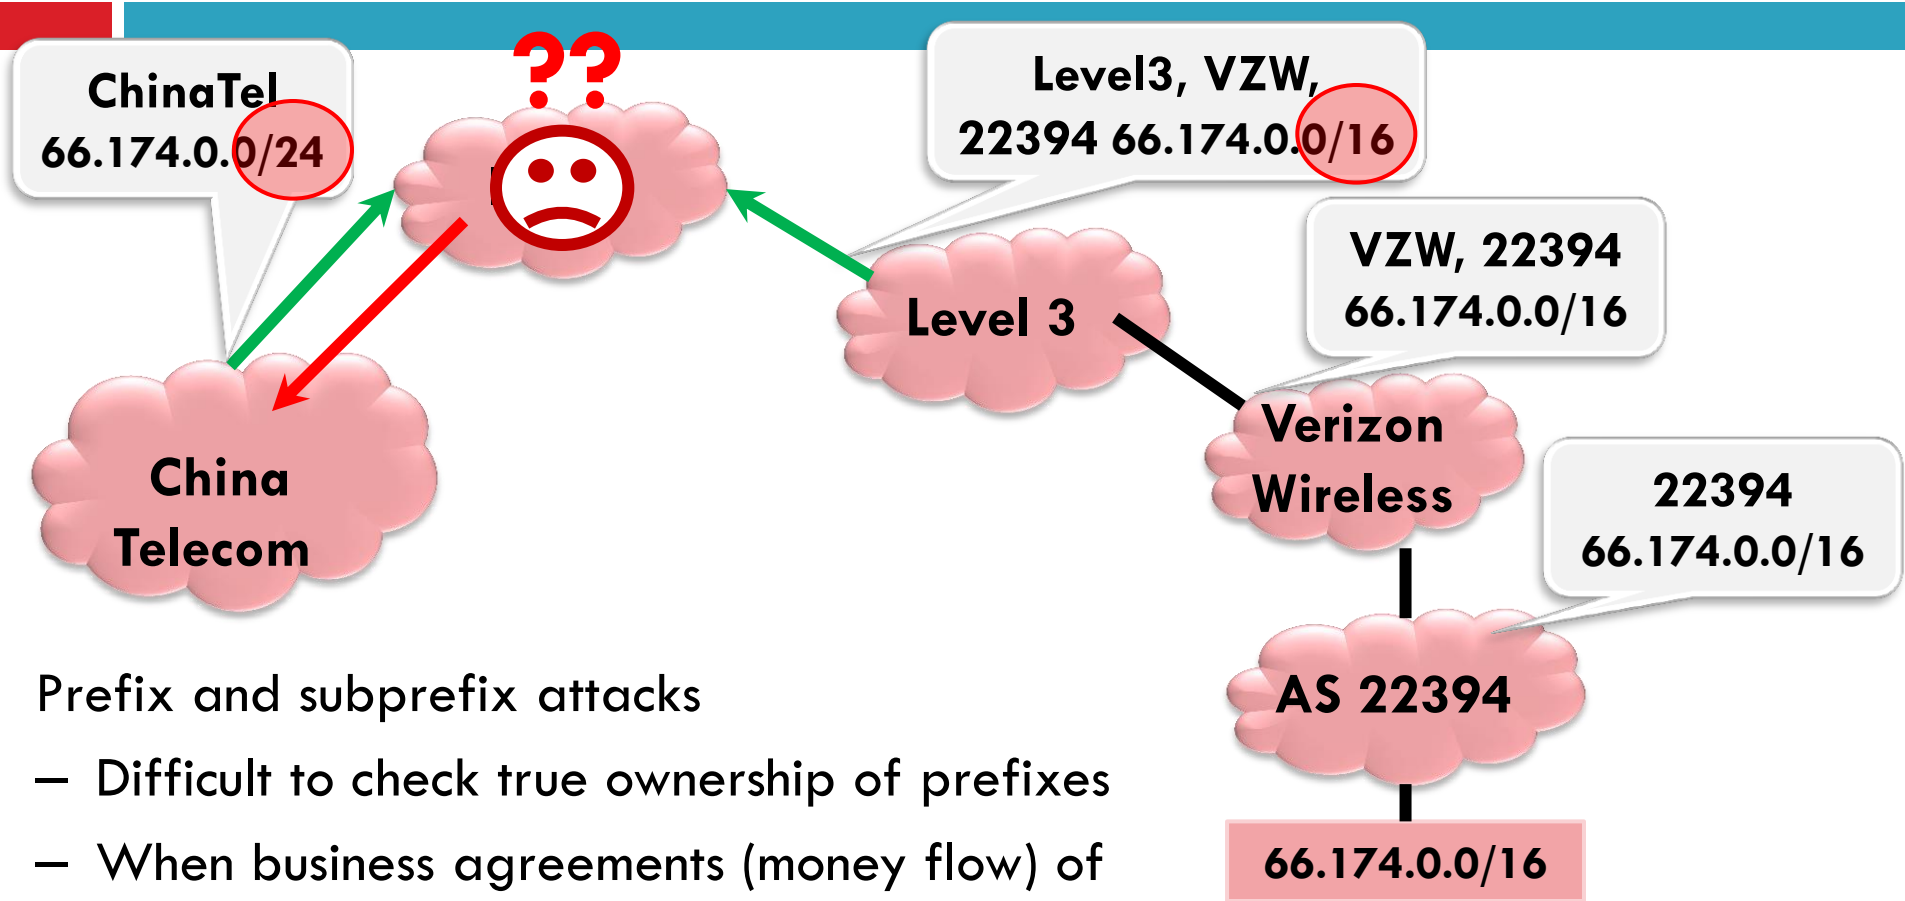 ChinaTel
66.174.0.0/24
??
Level3, VZW,
22394 66.174.0.0/16
VZW, 22394
66.174.0.0/16
Level 3
Verizon
Wireless
China
Telecom
22394
66.174.0.0/16
AS 22394
66.174.0.0/16
Prefix and subprefix attacks
– Difficult to check true ownership of prefixes
– When business agreements (money flow) of